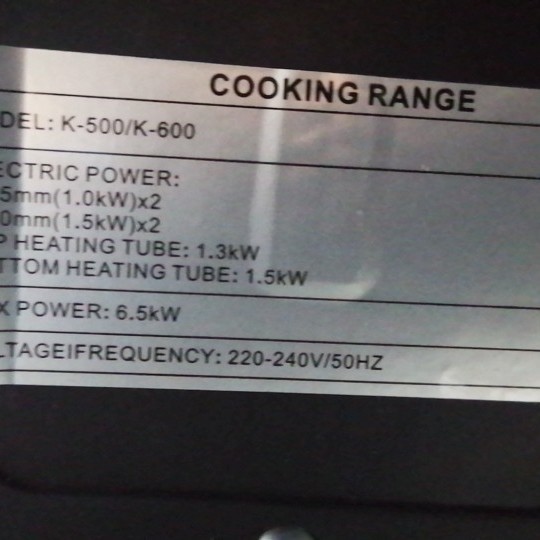 COOKING RANGE
DEL: K-500/K-600
ECTRIC POWER:
5mm(1.0kW)x2
0mm(1.5kW)x2
P HEATING TUBE: 1.3kW
TTOM HEATING TUBE: 1.5kW
X POWER: 6.5kW
LTAGEIFREQUENCY: 220-240V/50HZ